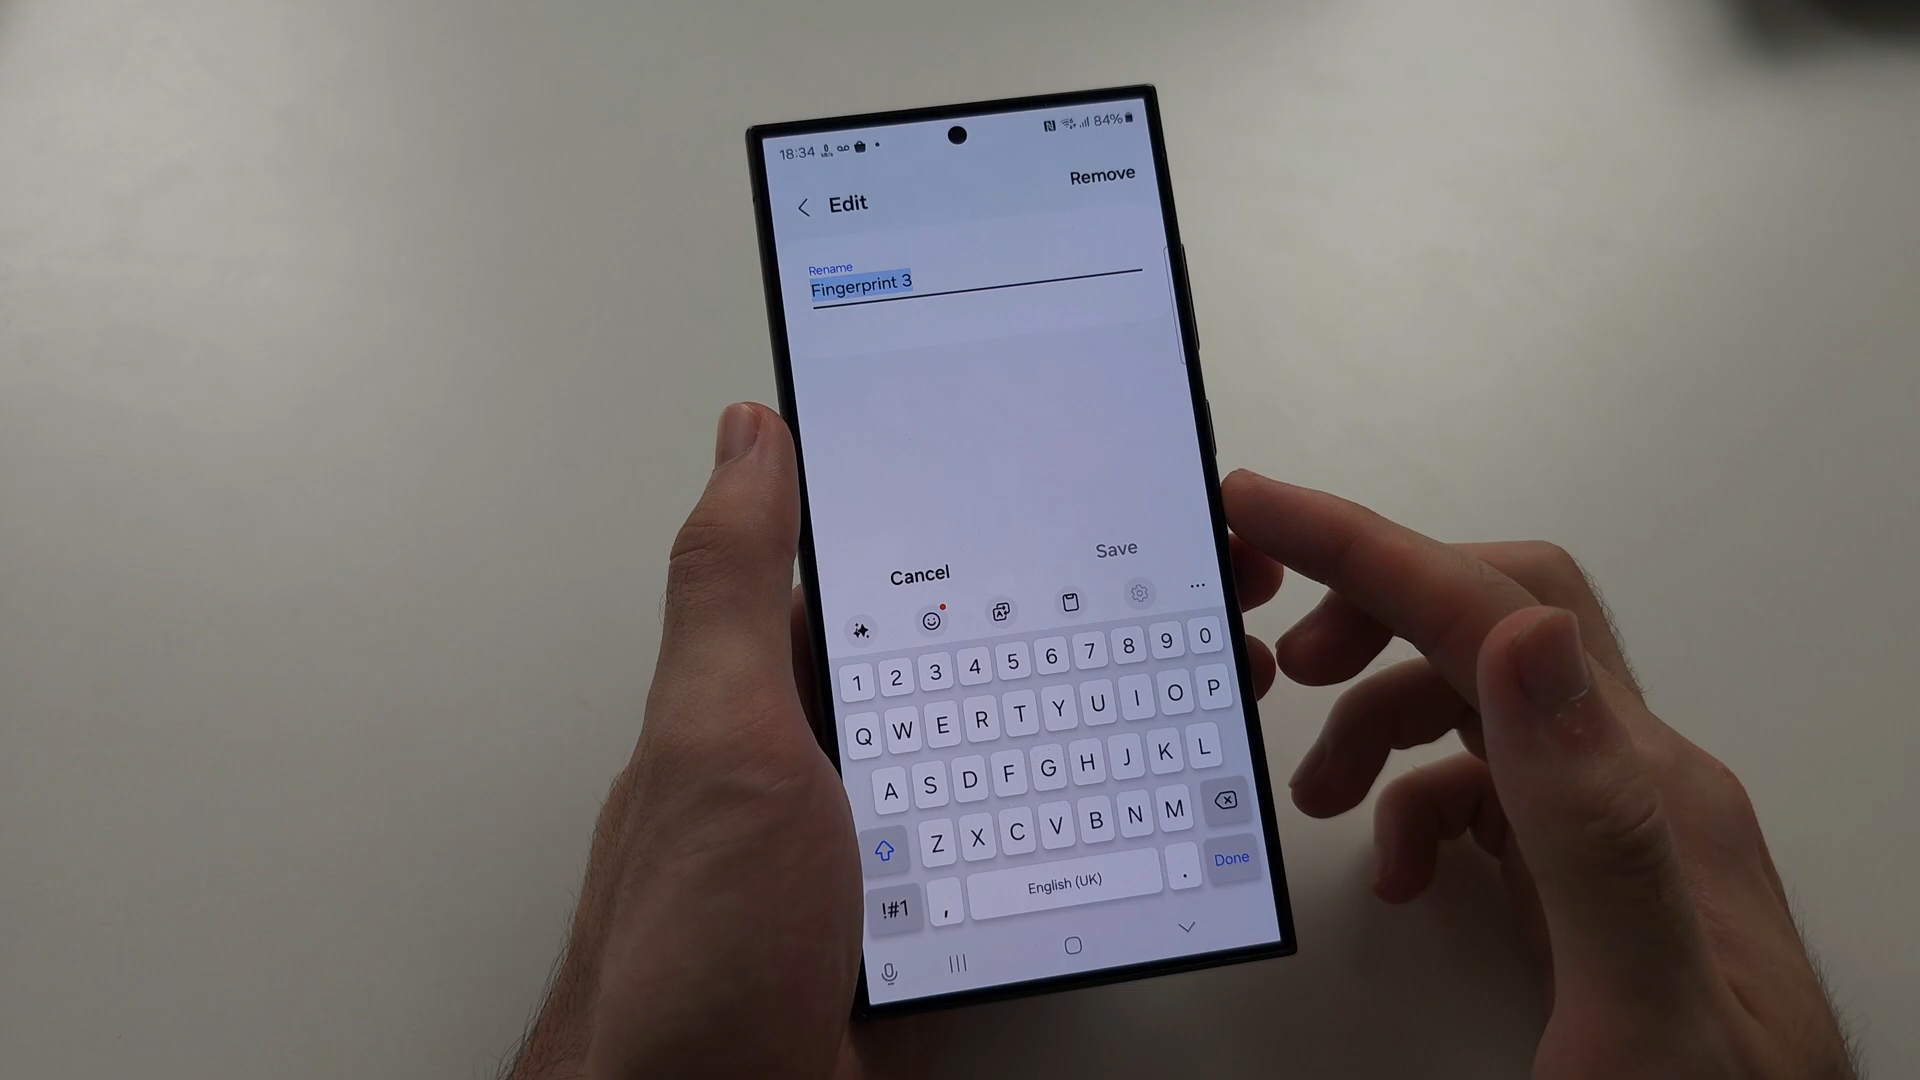 18:34 84%
Remove
Edit
Rename
Fingerprint 3
Save
Cancel
1 2 3 4 5 6 7 8 9 0
Q W E R T Y U I O P
A S D F G H J K L
Z X C V B N M
!#1 , English (UK) . Done